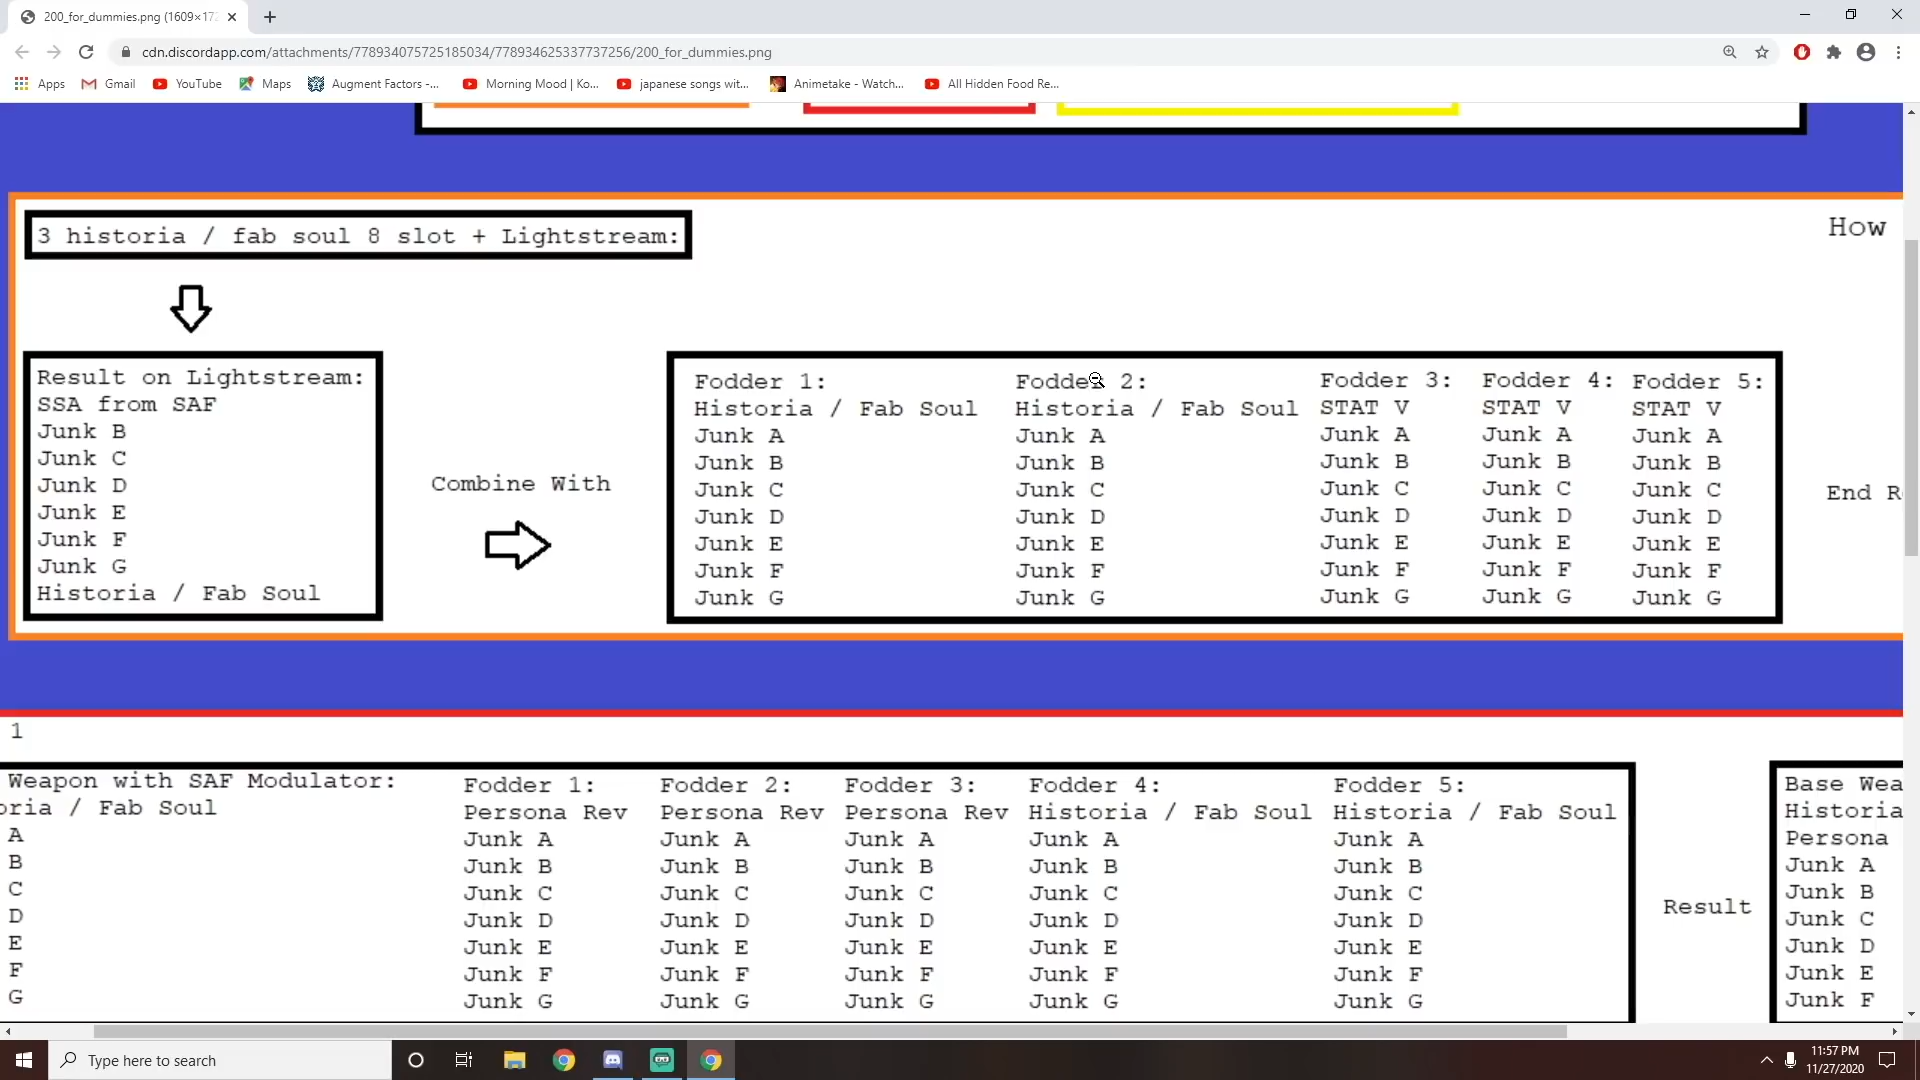 200_for_dummies.png (1609×172
cdn.discordapp.com/attachments/778934075725185034/778934625337737256/200_for_dummies.png
Apps Gmail YouTube Maps Augment Factors -... Morning Mood | Ko... japanese songs wit... Animetake - Watch... All Hidden Food Re...
3 historia / fab soul 8 slot + Lightstream:
How
Result on Lightstream:
SSA from SAF
Junk B
Junk C
Junk D
Junk E
Junk F
Junk G
Historia / Fab Soul
Combine With
Fodder 1:
Historia / Fab Soul
Junk A
Junk B
Junk C
Junk D
Junk E
Junk F
Junk G
Fodder 2:
Historia / Fab Soul
Junk A
Junk B
Junk C
Junk D
Junk E
Junk F
Junk G
Fodder 3:
STAT V
Junk A
Junk B
Junk C
Junk D
Junk E
Junk F
Junk G
Fodder 4:
STAT V
Junk A
Junk B
Junk C
Junk D
Junk E
Junk F
Junk G
Fodder 5:
STAT V
Junk A
Junk B
Junk C
Junk D
Junk E
Junk F
Junk G
End R
1
Weapon with SAF Modulator:
oria / Fab Soul
A
B
C
D
E
F
G
Fodder 1:
Persona Rev
Junk A
Junk B
Junk C
Junk D
Junk E
Junk F
Junk G
Fodder 2:
Persona Rev
Junk A
Junk B
Junk C
Junk D
Junk E
Junk F
Junk G
Fodder 3:
Persona Rev
Junk A
Junk B
Junk C
Junk D
Junk E
Junk F
Junk G
Fodder 4:
Historia / Fab Soul
Junk A
Junk B
Junk C
Junk D
Junk E
Junk F
Junk G
Fodder 5:
Historia / Fab Soul
Junk A
Junk B
Junk C
Junk D
Junk E
Junk F
Junk G
Result
Base Wea
Historia
Persona
Junk A
Junk B
Junk C
Junk D
Junk E
Junk F
Type here to search
11:57 PM
11/27/2020